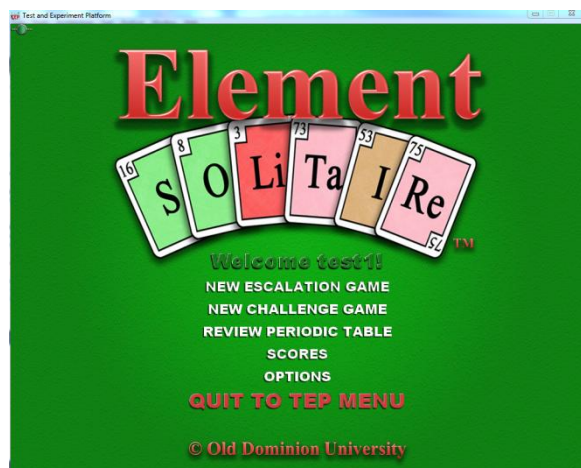 Test and Experiment Platform
Element
16 8 3 73 53 75
S O Li Ta I Re
75
TM
Welcome test1!
NEW ESCALATION GAME
NEW CHALLENGE GAME
REVIEW PERIODIC TABLE
SCORES
OPTIONS
QUIT TO TEP MENU
© Old Dominion University